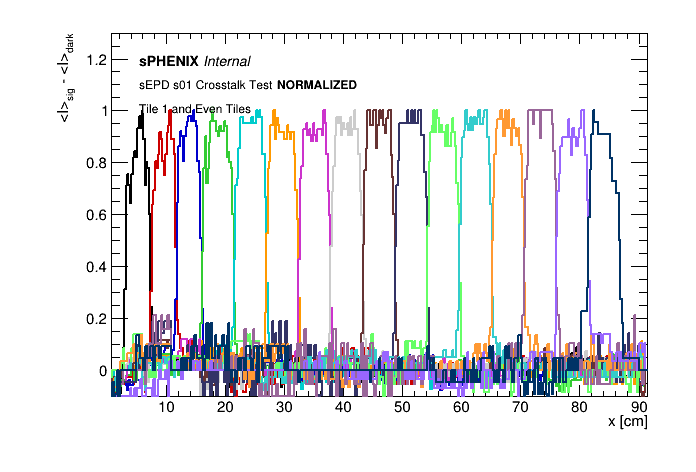 <I>sig - <I>dark
1.2
sPHENIX Internal
sEPD s01 Crosstalk Test NORMALIZED
Tile 1 and Even Tiles
1
0.8
0.6
0.4
0.2
0
10 20 30 40 50 60 70 80 90
x [cm]